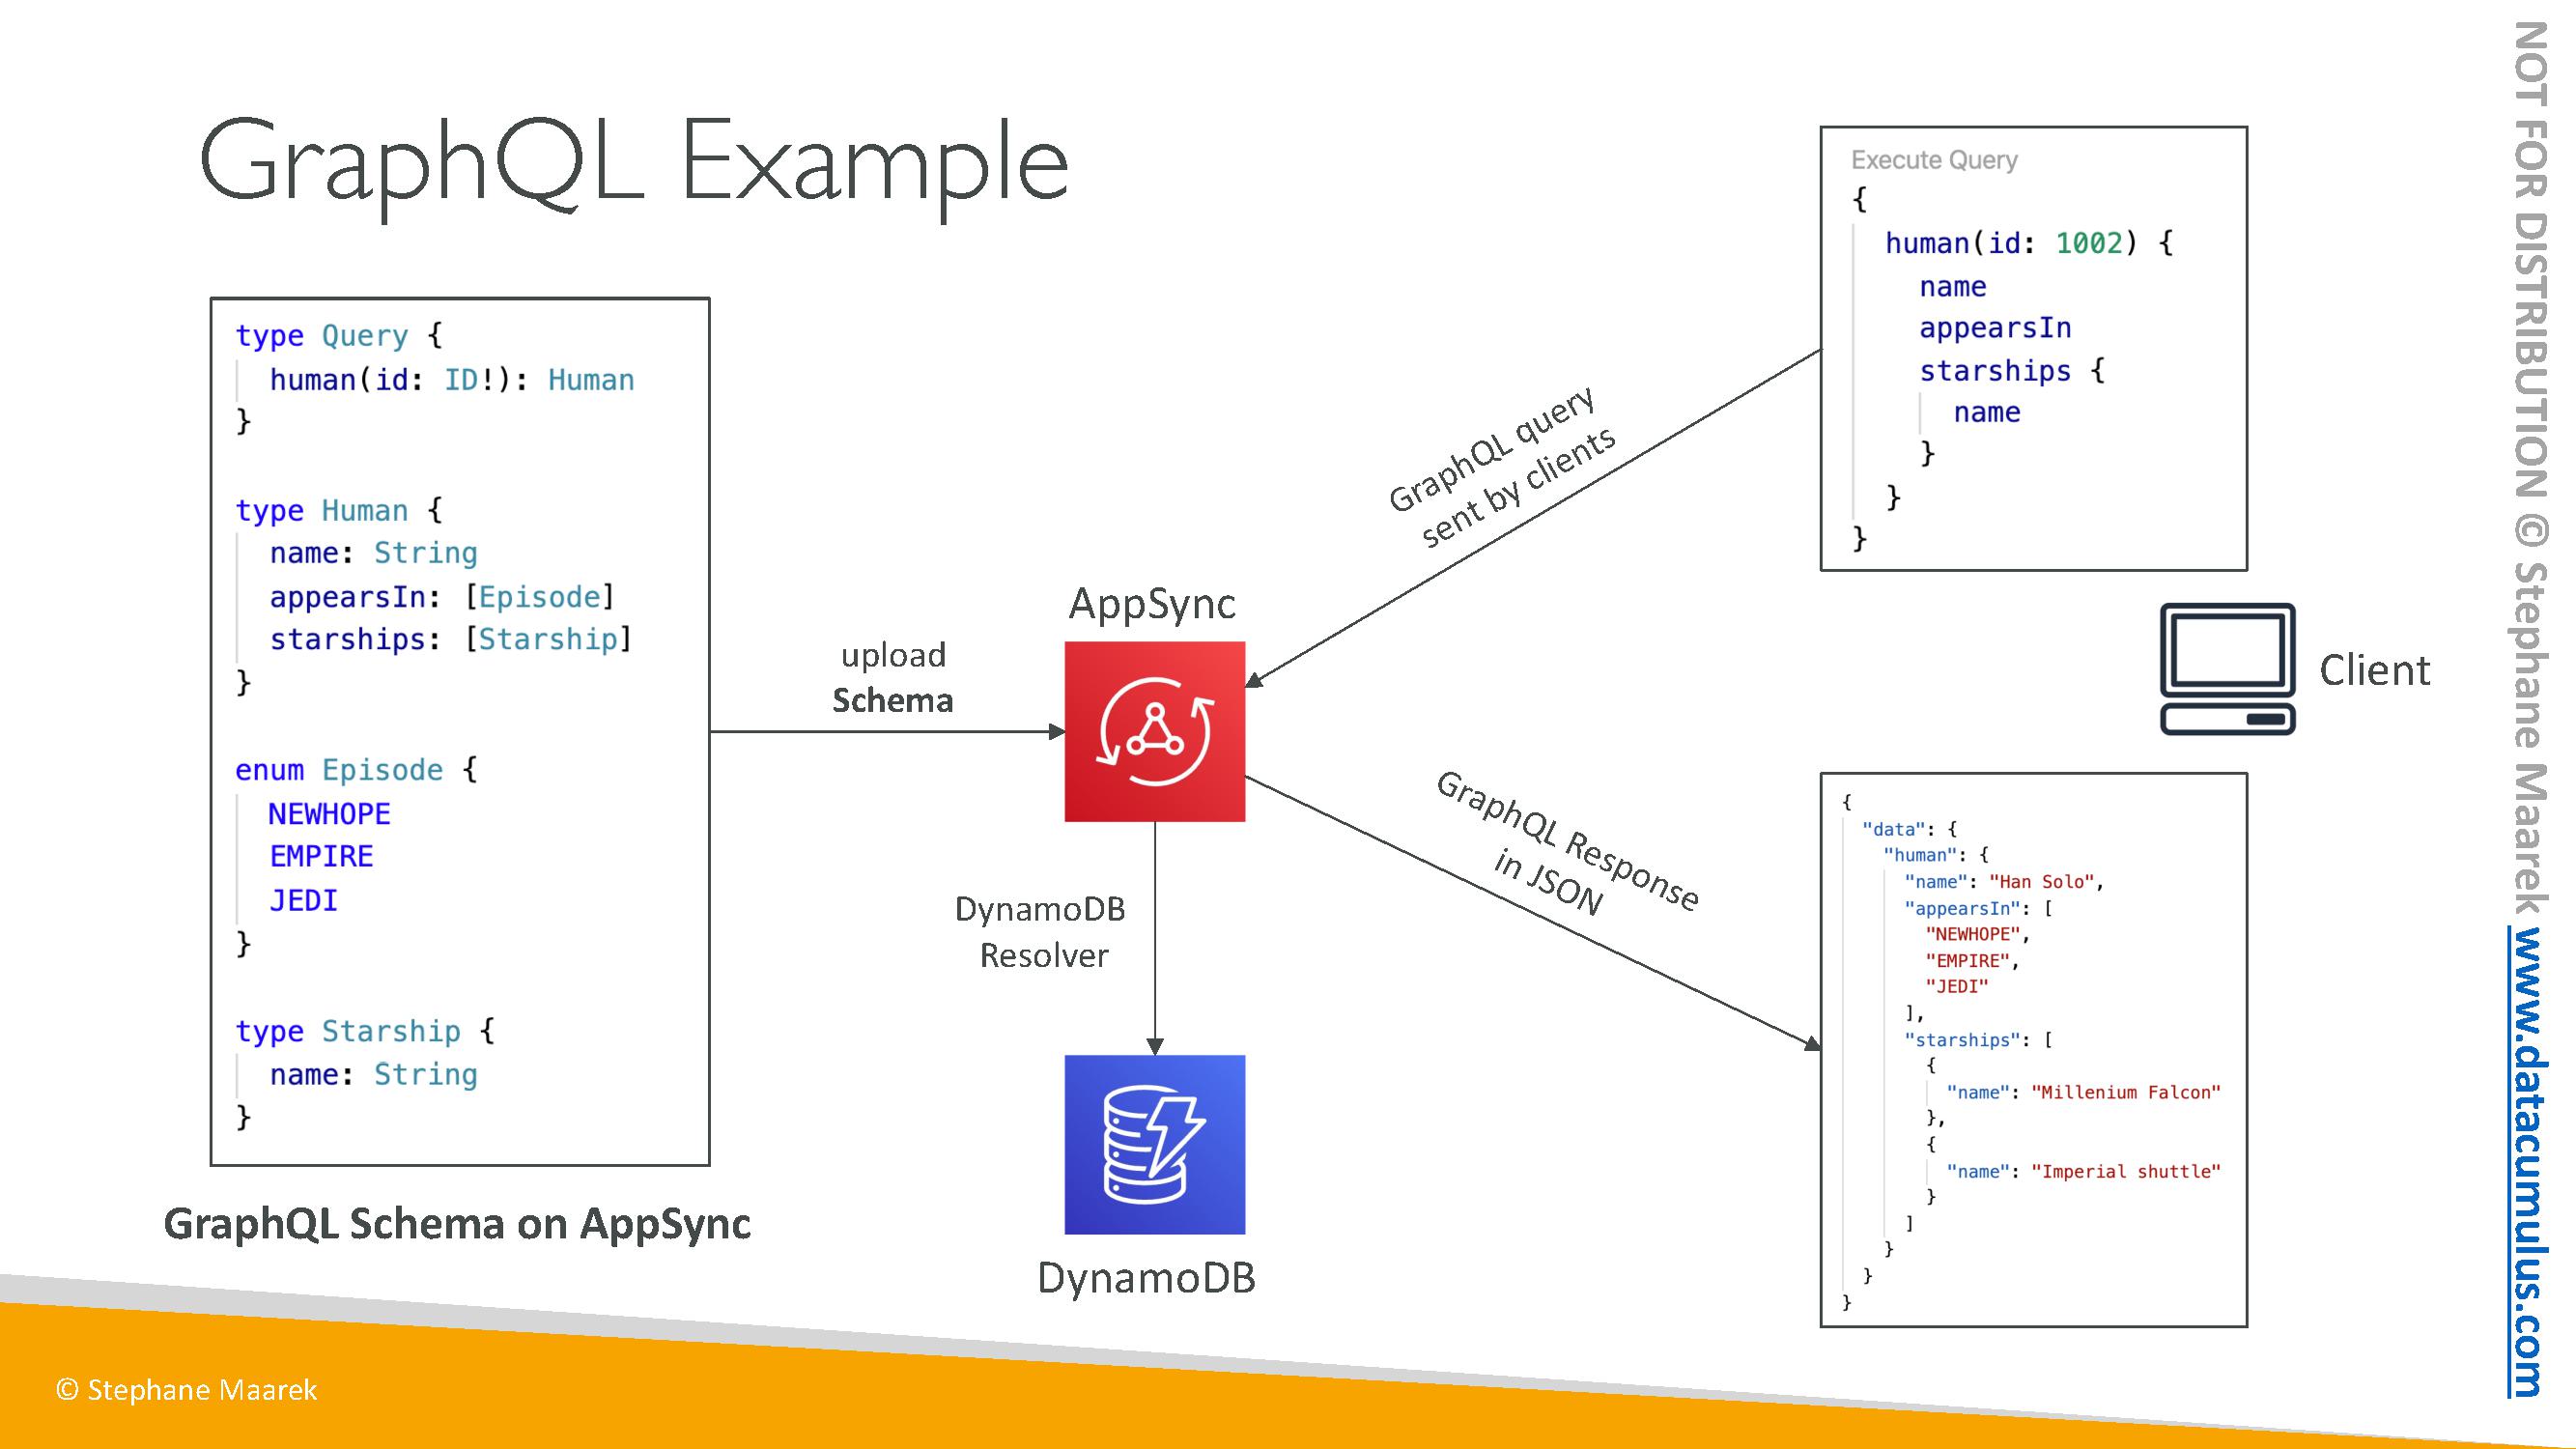 GraphQL Example
type Query {
human(id: ID!): Human
}
type Human {
name: String
appearsIn: [Episode]
starships: [Starship]
}
enum Episode {
NEWHOPE
EMPIRE
JEDI
}
type Starship {
name: String
}
GraphQL Schema on AppSync
upload
Schema
AppSync
DynamoDB
Resolver
DynamoDB
GraphQL query
sent by clients
GraphQL Response
in JSON
Execute Query
{
human(id: 1002) {
name
appearsIn
starships {
name
}
}
}
Client
{
"data": {
"human": {
"name": "Han Solo",
"appearsIn": [
"NEWHOPE",
"EMPIRE",
"JEDI"
],
"starships": [
{
"name": "Millenium Falcon"
},
{
"name": "Imperial shuttle"
}
]
}
}
}
© Stephane Maarek
NOT FOR DISTRIBUTION © Stephane Maarek www.datacumulus.com